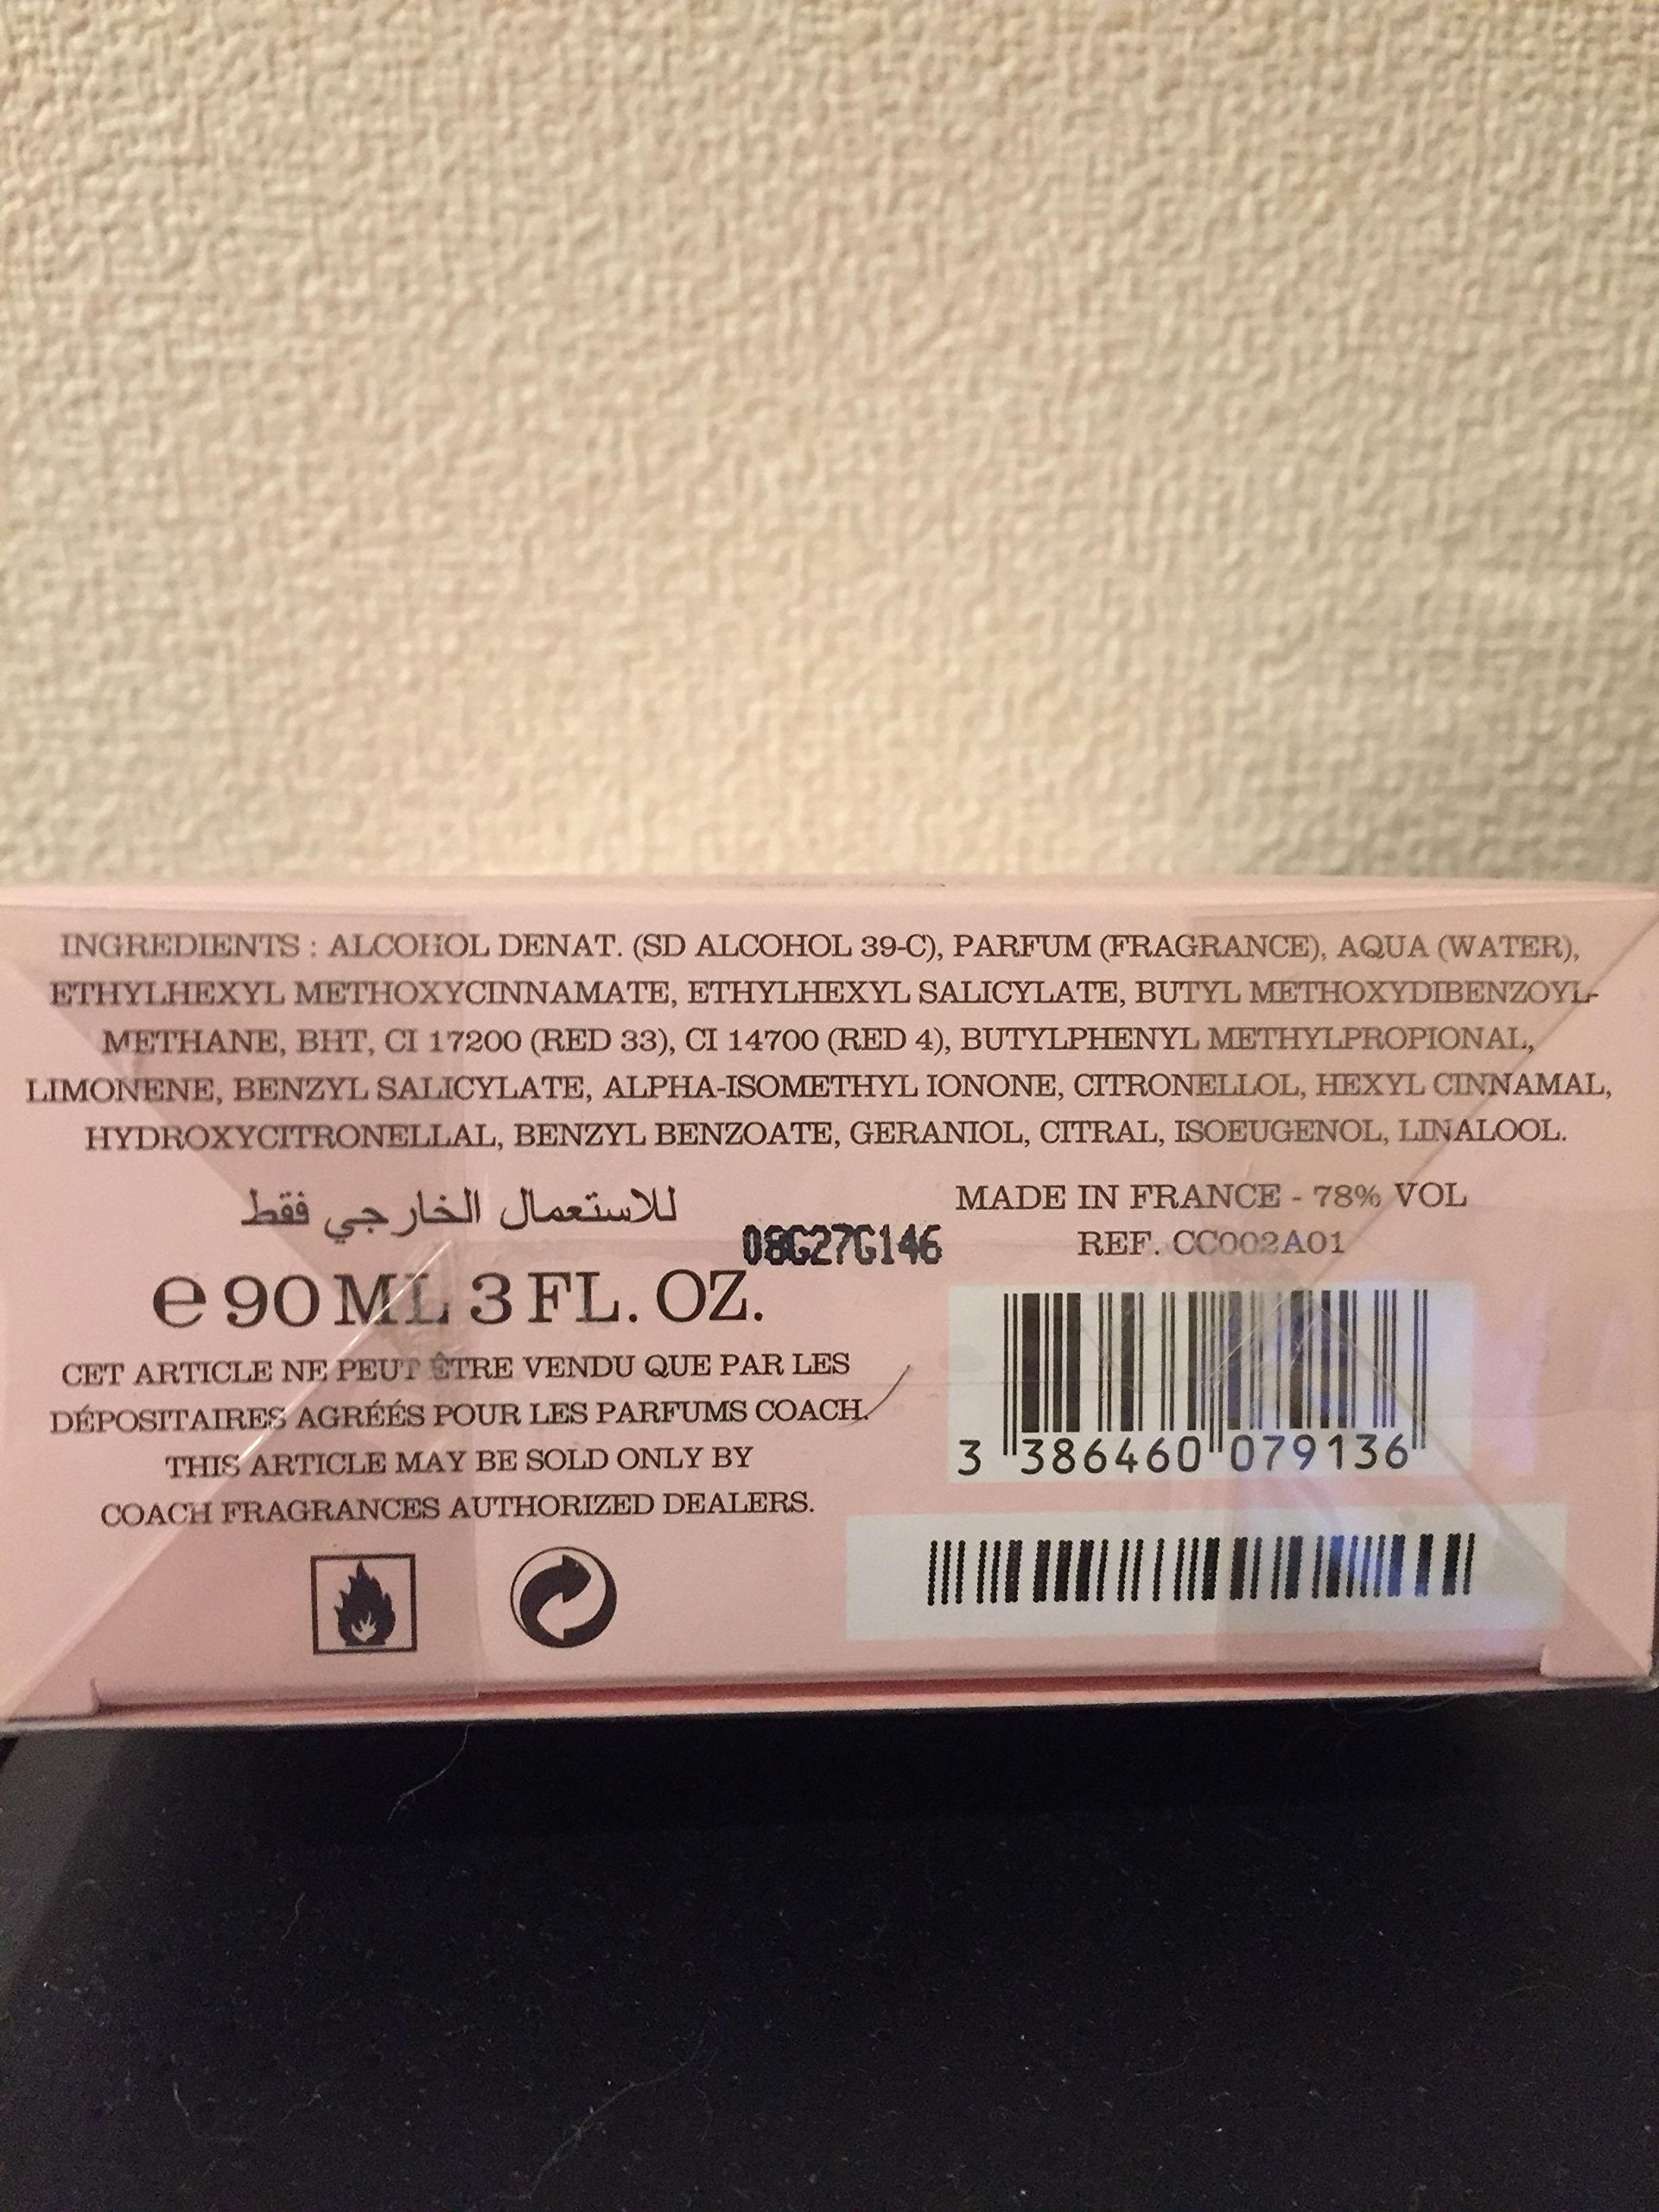 INGREDIENTS : ALCOHOL DENAT. (SD ALCOHOL 39-C), PARFUM (FRAGRANCE), AQUA (WATER),
ETHYLHEXYL METHOXYCINNAMATE, ETHYLHEXYL SALICYLATE, BUTYL METHOXYDIBENZOYL-
METHANE, BHT, CI 17200 (RED 33), CI 14700 (RED 4), BUTYLPHENYL METHYLPROPIONAL,
LIMONENE, BENZYL SALICYLATE, ALPHA-ISOMETHYL IONONE, CITRONELLOL, HEXYL CINNAMAL,
HYDROXYCITRONELLAL, BENZYL BENZOATE, GERANIOL, CITRAL, ISOEUGENOL, LINALOOL.
للاستعمال الخارجي فقط
08G27G146
e 90 ML 3 FL. OZ.
CET ARTICLE NE PEUT ÊTRE VENDU QUE PAR LES
DÉPOSITAIRES AGRÉÉS POUR LES PARFUMS COACH.
THIS ARTICLE MAY BE SOLD ONLY BY
COACH FRAGRANCES AUTHORIZED DEALERS.
MADE IN FRANCE - 78% VOL
REF. CC002A01
3 386460 079136